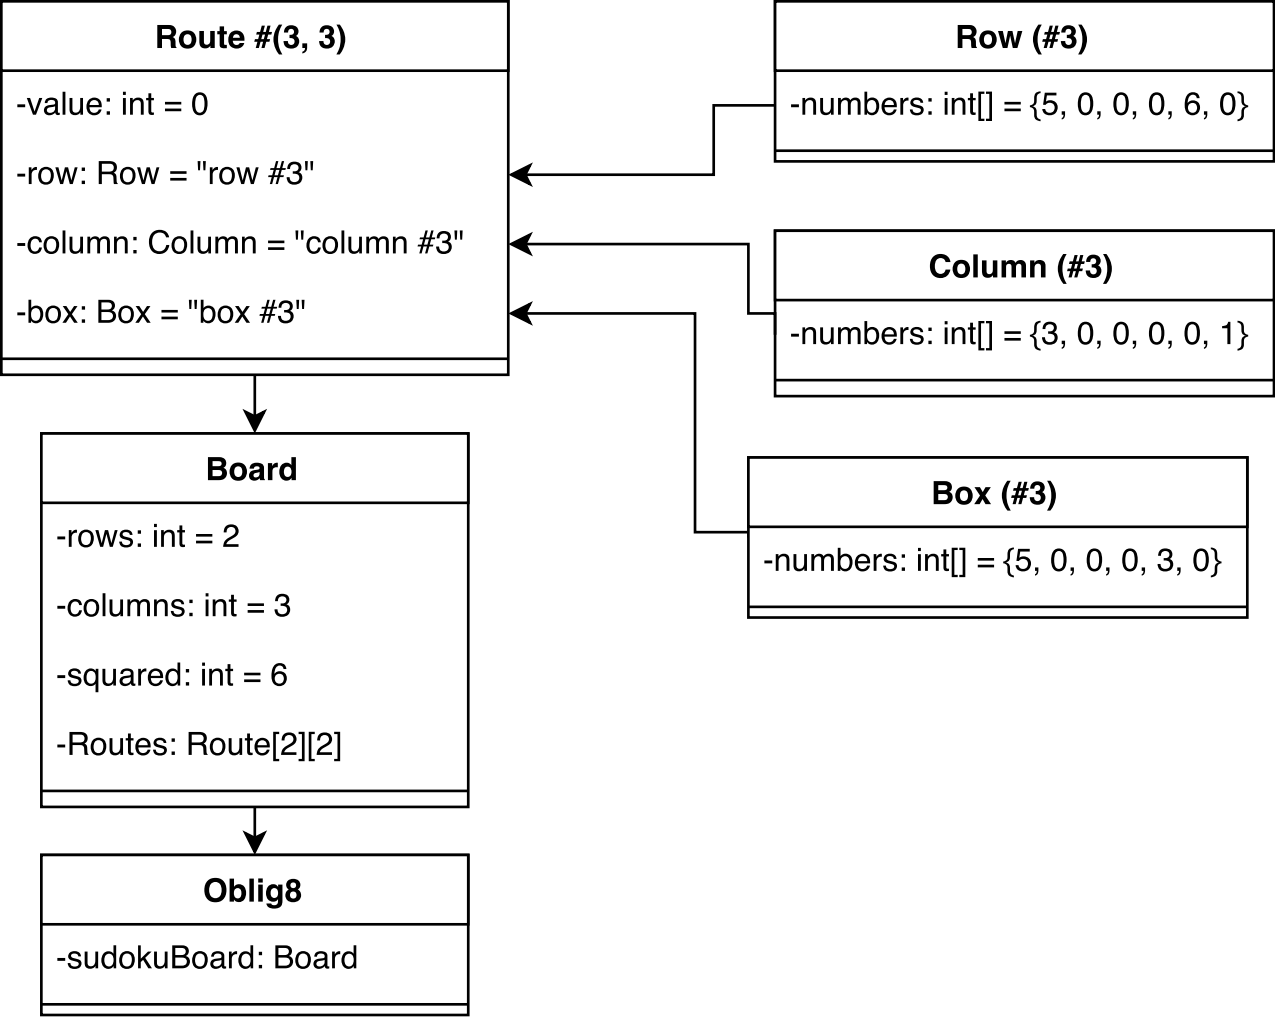 Route #(3, 3)
-value: int = 0
-row: Row = "row #3"
-column: Column = "column #3"
-box: Box = "box #3"
Row (#3)
-numbers: int[] = {5, 0, 0, 0, 6, 0}
Column (#3)
-numbers: int[] = {3, 0, 0, 0, 0, 1}
Box (#3)
-numbers: int[] = {5, 0, 0, 0, 3, 0}
Board
-rows: int = 2
-columns: int = 3
-squared: int = 6
-Routes: Route[2][2]
Oblig8
-sudokuBoard: Board